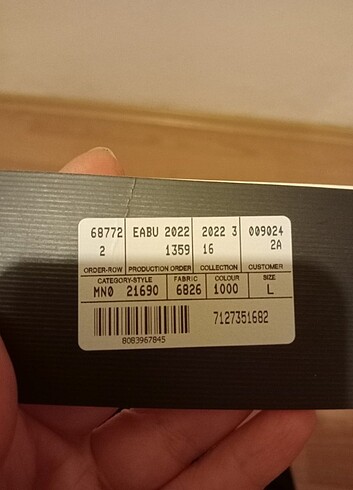 68772 EABU 2022 2022 3 009024
2 1359 16 2A
ORDER-ROW PRODUCTION ORDER COLLECTION CUSTOMER
CATEGORY-STYLE FABRIC COLOUR SIZE
MN0 21690 6826 1000 L
7127351682
8083967845